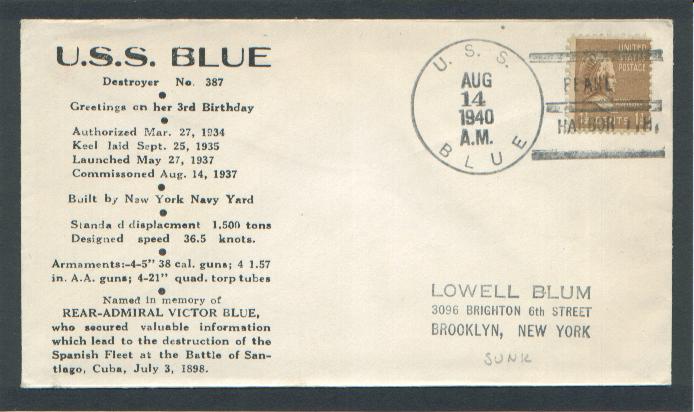 U.S.S. BLUE
Destroyer No. 387
Greetings on her 3rd Birthday
Authorized Mar. 27, 1934
Keel laid Sept. 25, 1935
Launched May 27, 1937
Commissoned Aug. 14, 1937
Built by New York Navy Yard
Standa d displacment 1.500 tons
Designed speed 36.5 knots.
Armaments:-4-5" 38 cal. guns; 4 1.57
in. A.A. guns; 4-21" quad. torp tubes
Named in memory of
REAR-ADMIRAL VICTOR BLUE,
who secured valuable information
which lead to the destruction of the
Spanish Fleet at the Battle of San-
tiago, Cuba, July 3, 1898.
U. S. S.
AUG
14
1940
A.M.
BLUE
UNITED
STATES
POSTAGE
PEARL
HARBOR T.H.
CENTS
LOWELL BLUM
3096 BRIGHTON 6th STREET
BROOKLYN, NEW YORK
SUNK